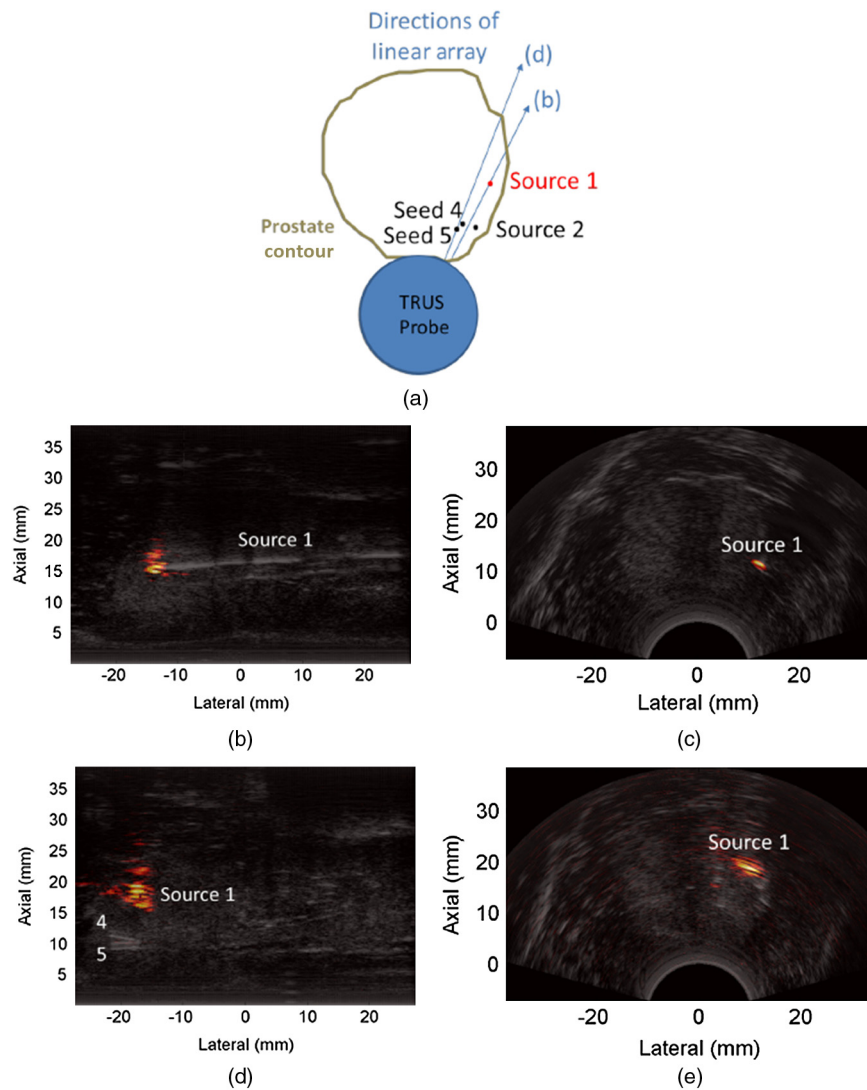 Directions of
linear array
(d)
(b)
Source 1
Seed 4
Seed 5
Source 2
Prostate
contour
TRUS
Probe
(a)
Axial (mm)
35
30
25
20
15
10
5
Source 1
-20 -10 0 10 20
Lateral (mm)
(b)
Axial (mm)
30
20
10
0
Source 1
-20 0 20
Lateral (mm)
(c)
Axial (mm)
35
30
25
20
15
10
5
Source 1
4
5
-20 -10 0 10 20
Lateral (mm)
(d)
Axial (mm)
30
20
10
0
Source 1
-20 0 20
Lateral (mm)
(e)